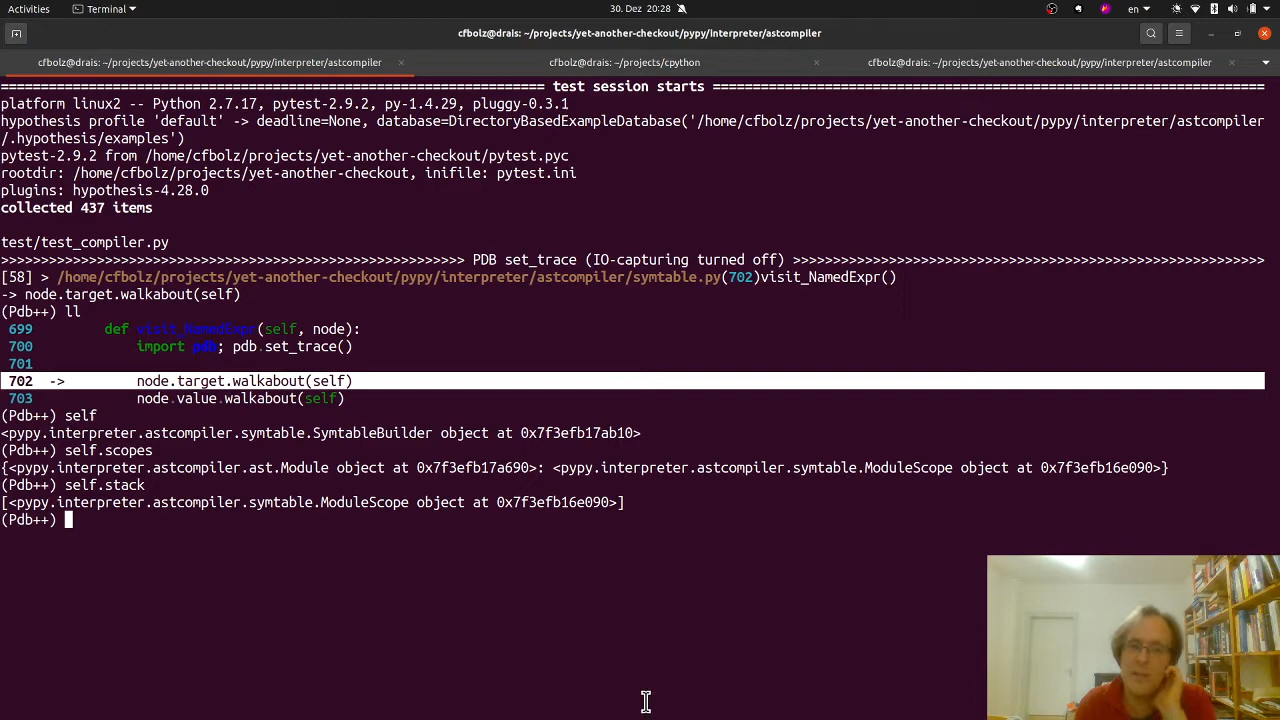 Activities
Terminal
30. Dez 20:28
en
cfbolz@drais: ~/projects/yet-another-checkout/pypy/interpreter/astcompiler
cfbolz@drais: ~/projects/yet-another-checkout/pypy/interpreter/astcompiler
cfbolz@drais: ~/projects/cpython
cfbolz@drais: ~/projects/yet-another-checkout/pypy/interpreter/astcompiler
=================================================================== test session starts ====================================================================
platform linux2 -- Python 2.7.17, pytest-2.9.2, py-1.4.29, pluggy-0.3.1
hypothesis profile 'default' -> deadline=None, database=DirectoryBasedExampleDatabase('/home/cfbolz/projects/yet-another-checkout/pypy/interpreter/astcompiler
/.hypothesis/examples')
pytest-2.9.2 from /home/cfbolz/projects/yet-another-checkout/pytest.pyc
rootdir: /home/cfbolz/projects/yet-another-checkout, inifile: pytest.ini
plugins: hypothesis-4.28.0
collected 437 items
test/test_compiler.py
>>>>>>>>>>>>>>>>>>>>>>>>>>>>>>>>>>>>>>>>>>>>>>>>>>>>>>>>> PDB set_trace (IO-capturing turned off) >>>>>>>>>>>>>>>>>>>>>>>>>>>>>>>>>>>>>>>>>>>>>>>>>>>>>>>>>>
[58] > /home/cfbolz/projects/yet-another-checkout/pypy/interpreter/astcompiler/symtable.py(702)visit_NamedExpr()
-> node.target.walkabout(self)
(Pdb++) ll
699         def visit_NamedExpr(self, node):
700             import pdb; pdb.set_trace()
701
702  ->         node.target.walkabout(self)
703             node.value.walkabout(self)
(Pdb++) self
<pypy.interpreter.astcompiler.symtable.SymtableBuilder object at 0x7f3efb17ab10>
(Pdb++) self.scopes
{<pypy.interpreter.astcompiler.ast.Module object at 0x7f3efb17a690>: <pypy.interpreter.astcompiler.symtable.ModuleScope object at 0x7f3efb16e090>}
(Pdb++) self.stack
[<pypy.interpreter.astcompiler.symtable.ModuleScope object at 0x7f3efb16e090>]
(Pdb++)